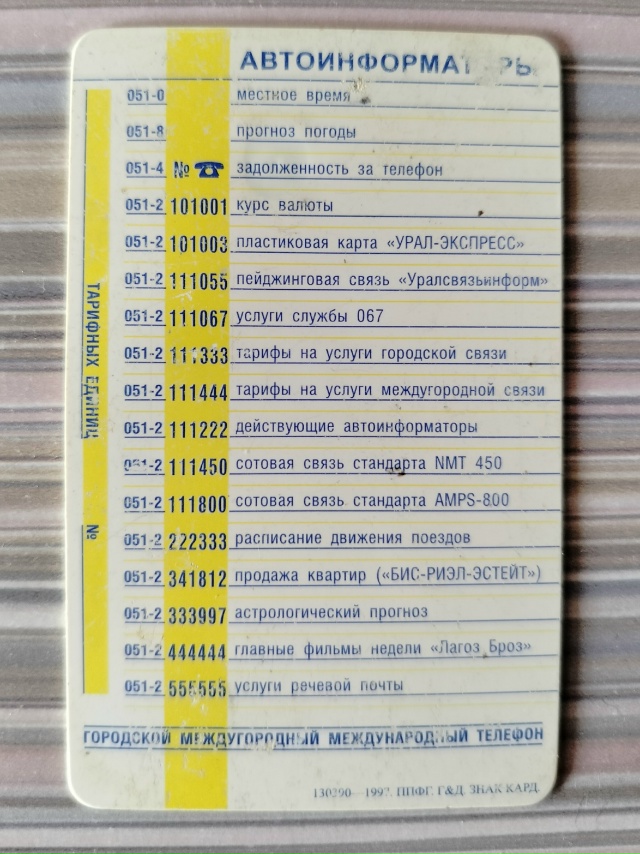 АВТОИНФОРМАТОРЫ
051-0 местное время
051-8 прогноз погоды
051-4 № ☎ задолженность за телефон
051-2 101001 курс валюты
051-2 101003 пластиковая карта «УРАЛ-ЭКСПРЕСС»
051-2 111055 пейджинговая связь «Уралсвязьинформ»
051-2 111067 услуги службы 067
051-2 111333 тарифы на услуги городской связи
051-2 111444 тарифы на услуги междугородной связи
051-2 111222 действующие автоинформаторы
051-2 111450 сотовая связь стандарта NMT 450
051-2 111800 сотовая связь стандарта AMPS-800
051-2 222333 расписание движения поездов
051-2 341812 продажа квартир («БИС-РИЭЛ-ЭСТЕЙТ»)
051-2 333997 астрологический прогноз
051-2 444444 главные фильмы недели «Лагоз Броз»
051-2 555555 услуги речевой почты
ТАРИФНЫХ ЕДИНИЦ
№
ГОРОДСКОЙ МЕЖДУГОРОДНЫЙ МЕЖДУНАРОДНЫЙ ТЕЛЕФОН
130390—1997. ППФГ. Г&Д. ЗНАК КАРД.